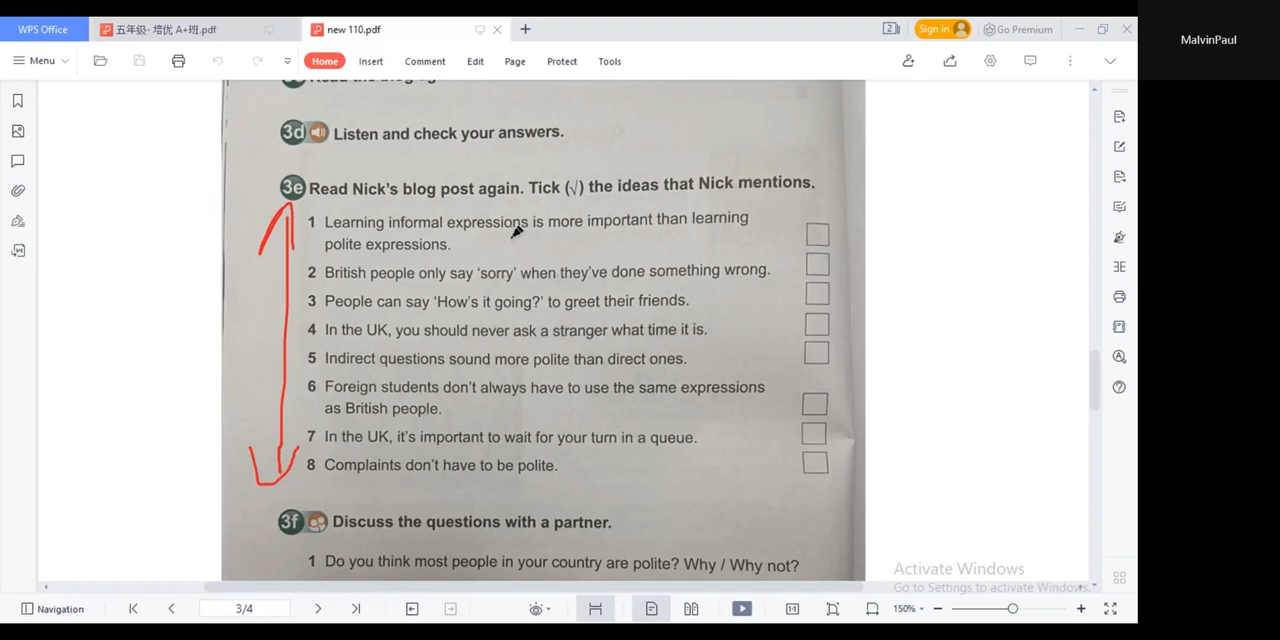 WPS Office
五年级- 培优 A+班.pdf
new 110.pdf
2
Sign in
Go Premium
MalvinPaul
Menu
Home
Insert
Comment
Edit
Page
Protect
Tools
3d Listen and check your answers.
3e Read Nick's blog post again. Tick (√) the ideas that Nick mentions.
1 Learning informal expressions is more important than learning
polite expressions.
2 British people only say 'sorry' when they've done something wrong.
3 People can say 'How's it going?' to greet their friends.
4 In the UK, you should never ask a stranger what time it is.
5 Indirect questions sound more polite than direct ones.
6 Foreign students don't always have to use the same expressions
as British people.
7 In the UK, it's important to wait for your turn in a queue.
8 Complaints don't have to be polite.
3f Discuss the questions with a partner.
1 Do you think most people in your country are polite? Why / Why not?
Activate Windows
Go to Settings to activate Windows.
Navigation
3/4
1:1
150%